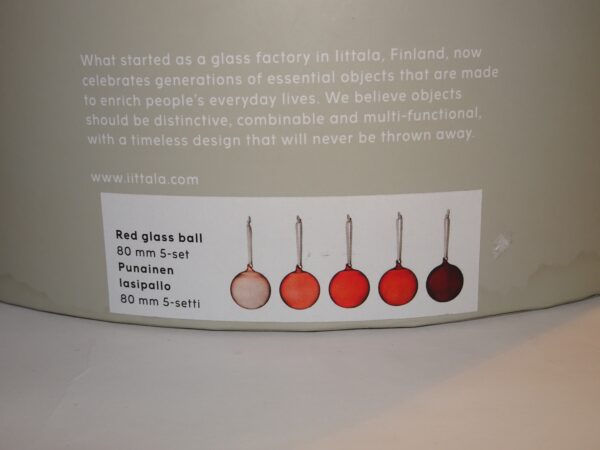 What started as a glass factory in Iittala, Finland, now
celebrates generations of essential objects that are made
to enrich people's everyday lives. We believe objects
should be distinctive, combinable and multi-functional,
with a timeless design that will never be thrown away.
www.iittala.com
Red glass ball
80 mm 5-set
Punainen
lasipallo
80 mm 5-setti